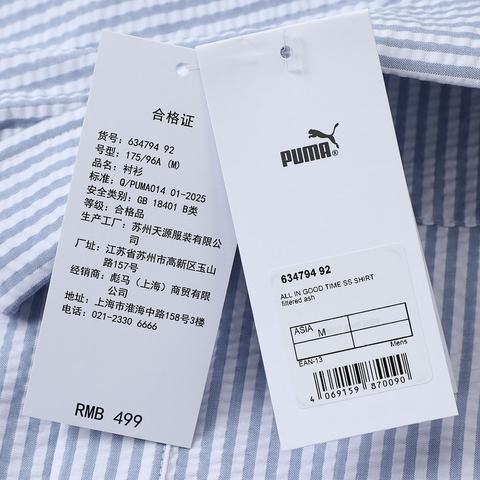 合格证
货号: 634794 92
号型: 175/96A (M)
品名: 衬衫
标准: Q/PUMA014 01-2025
安全类别: GB 18401 B类
等级: 合格品
生产工厂: 苏州天源服装有限公
司
厂址: 江苏省苏州市高新区玉山
路157号
经销商: 彪马（上海）商贸有限
公司
地址: 上海市淮海中路158号3楼
电话: 021-2330 6666
RMB 499
PUMA®
634794 92
ALL IN GOOD TIME SS SHIRT
filtered ash
ASIA M
EAN-13 Mens
4 069159 870090